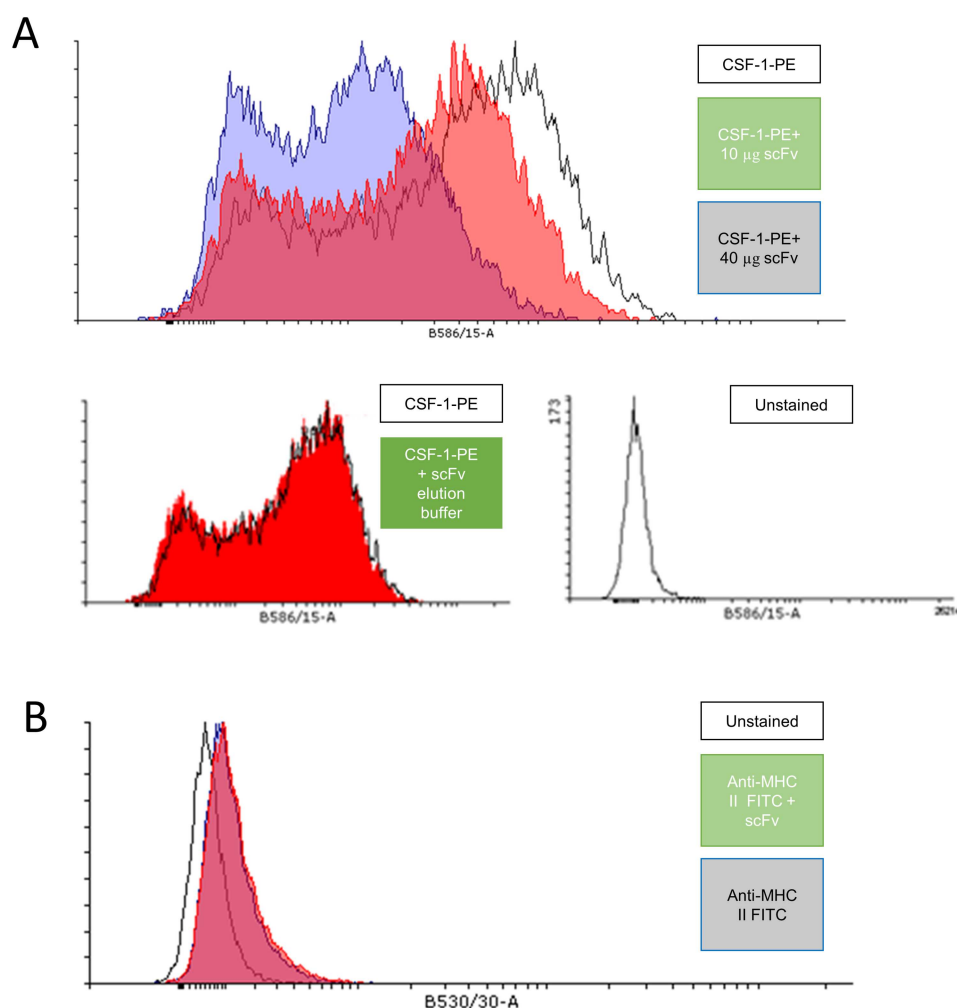 A
CSF-1-PE
CSF-1-PE+
10 µg scFv
CSF-1-PE+
40 µg scFv
B586/15-A
CSF-1-PE
CSF-1-PE
+ scFv
elution
buffer
B586/15-A
173
Unstained
B586/15-A
B
Unstained
Anti-MHC
II FITC +
scFv
Anti-MHC
II FITC
B530/30-A